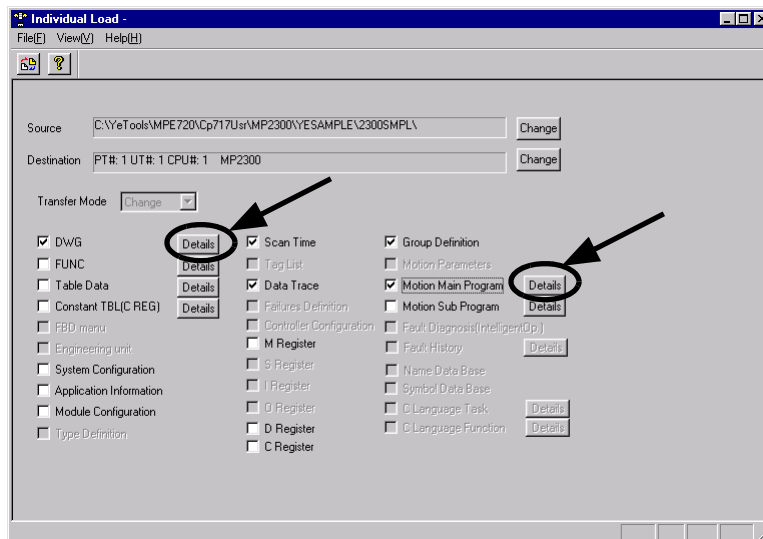 Individual Load -
File(F) View(V) Help(H)
Source C:\YeTools\MPE720\Cp717Usr\MP2300\YESAMPLE\2300SMPL\ Change
Destination PT#: 1 UT#: 1 CPU#: 1 MP2300 Change
Transfer Mode Change
DWG Details Scan Time Group Definition
FUNC Details Tag List Motion Parameters
Table Data Details Data Trace Motion Main Program Details
Constant TBL(C REG) Details Failures Definition Motion Sub Program Details
FBD manu Controller Configuration Fault Diagnosis(IntelligentOp.)
Engineering unit M Register Fault History Details
System Configuration S Register Name Data Base
Application Information I Register Symbol Data Base
Module Configuration O Register C Language Task Details
Type Definition D Register C Language Function Details
C Register